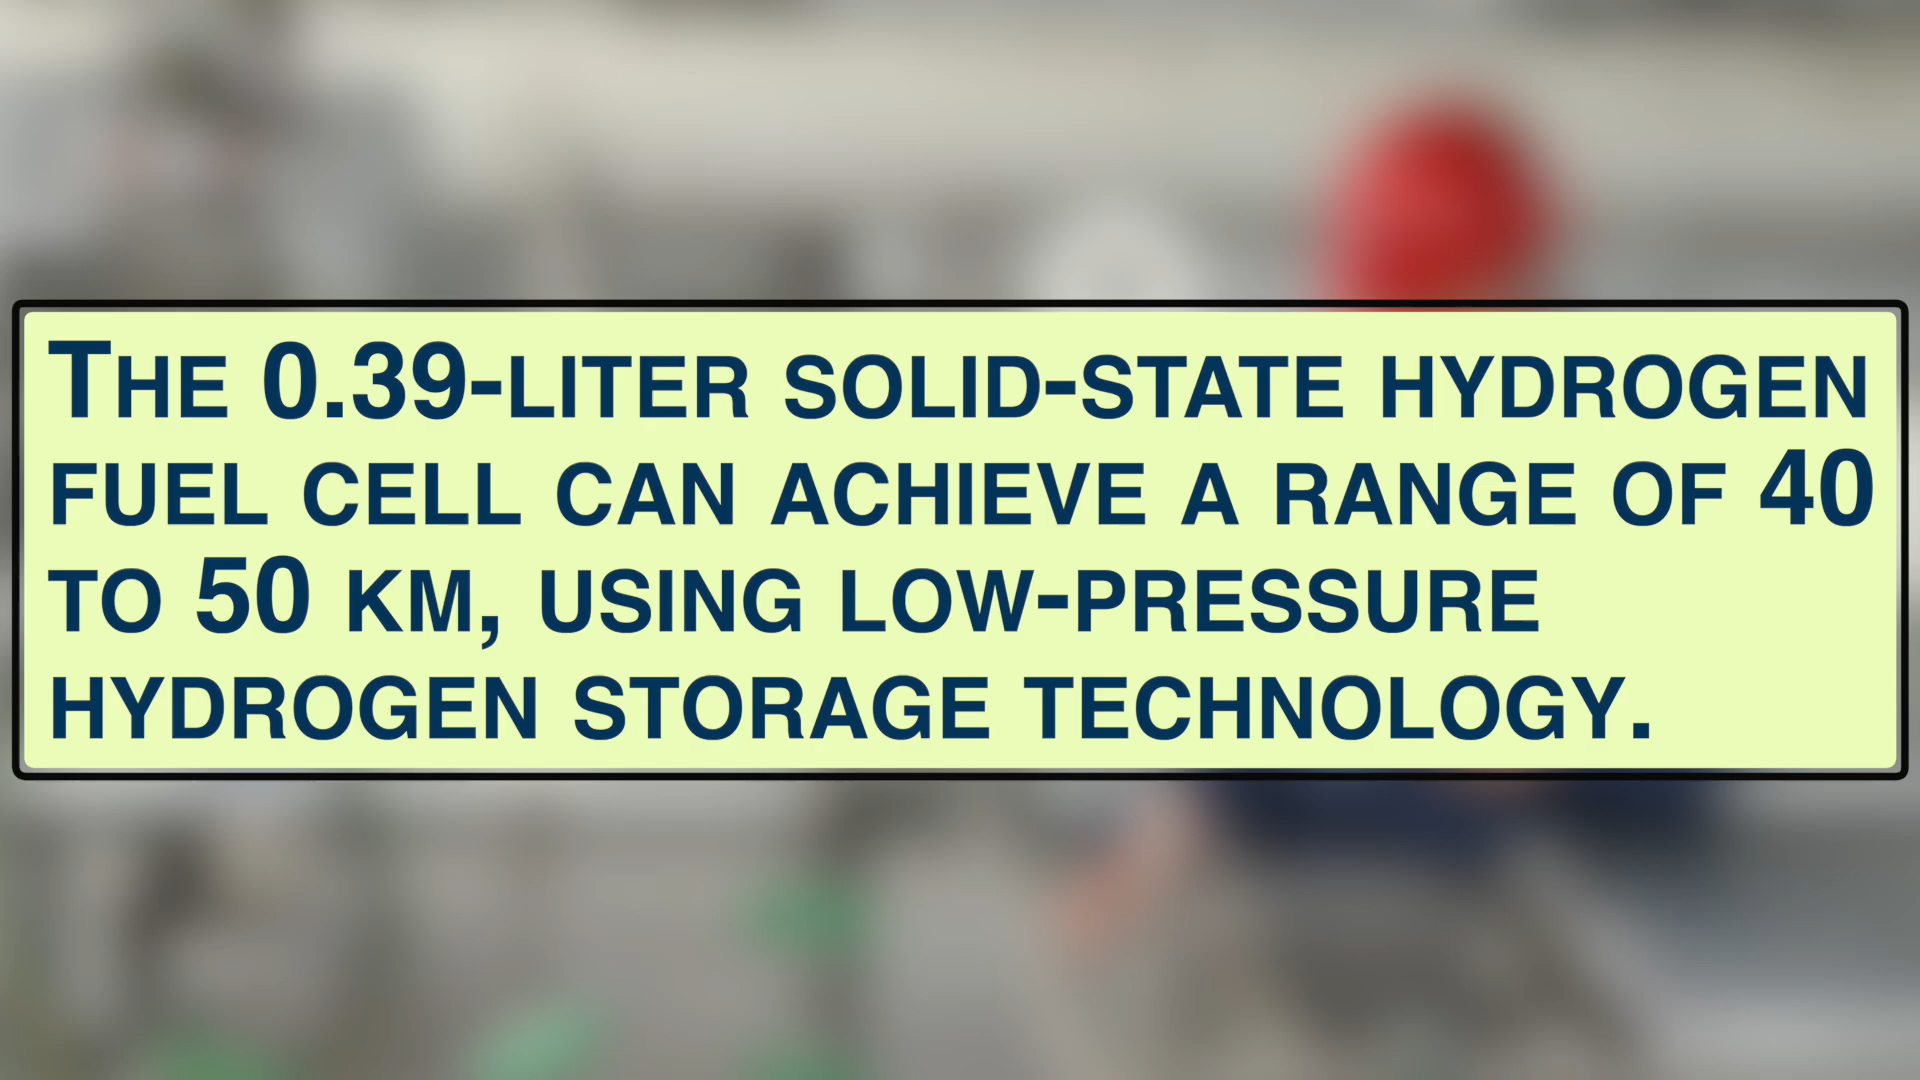 The 0.39-liter solid-state hydrogen
fuel cell can achieve a range of 40
to 50 km, using low-pressure
hydrogen storage technology.